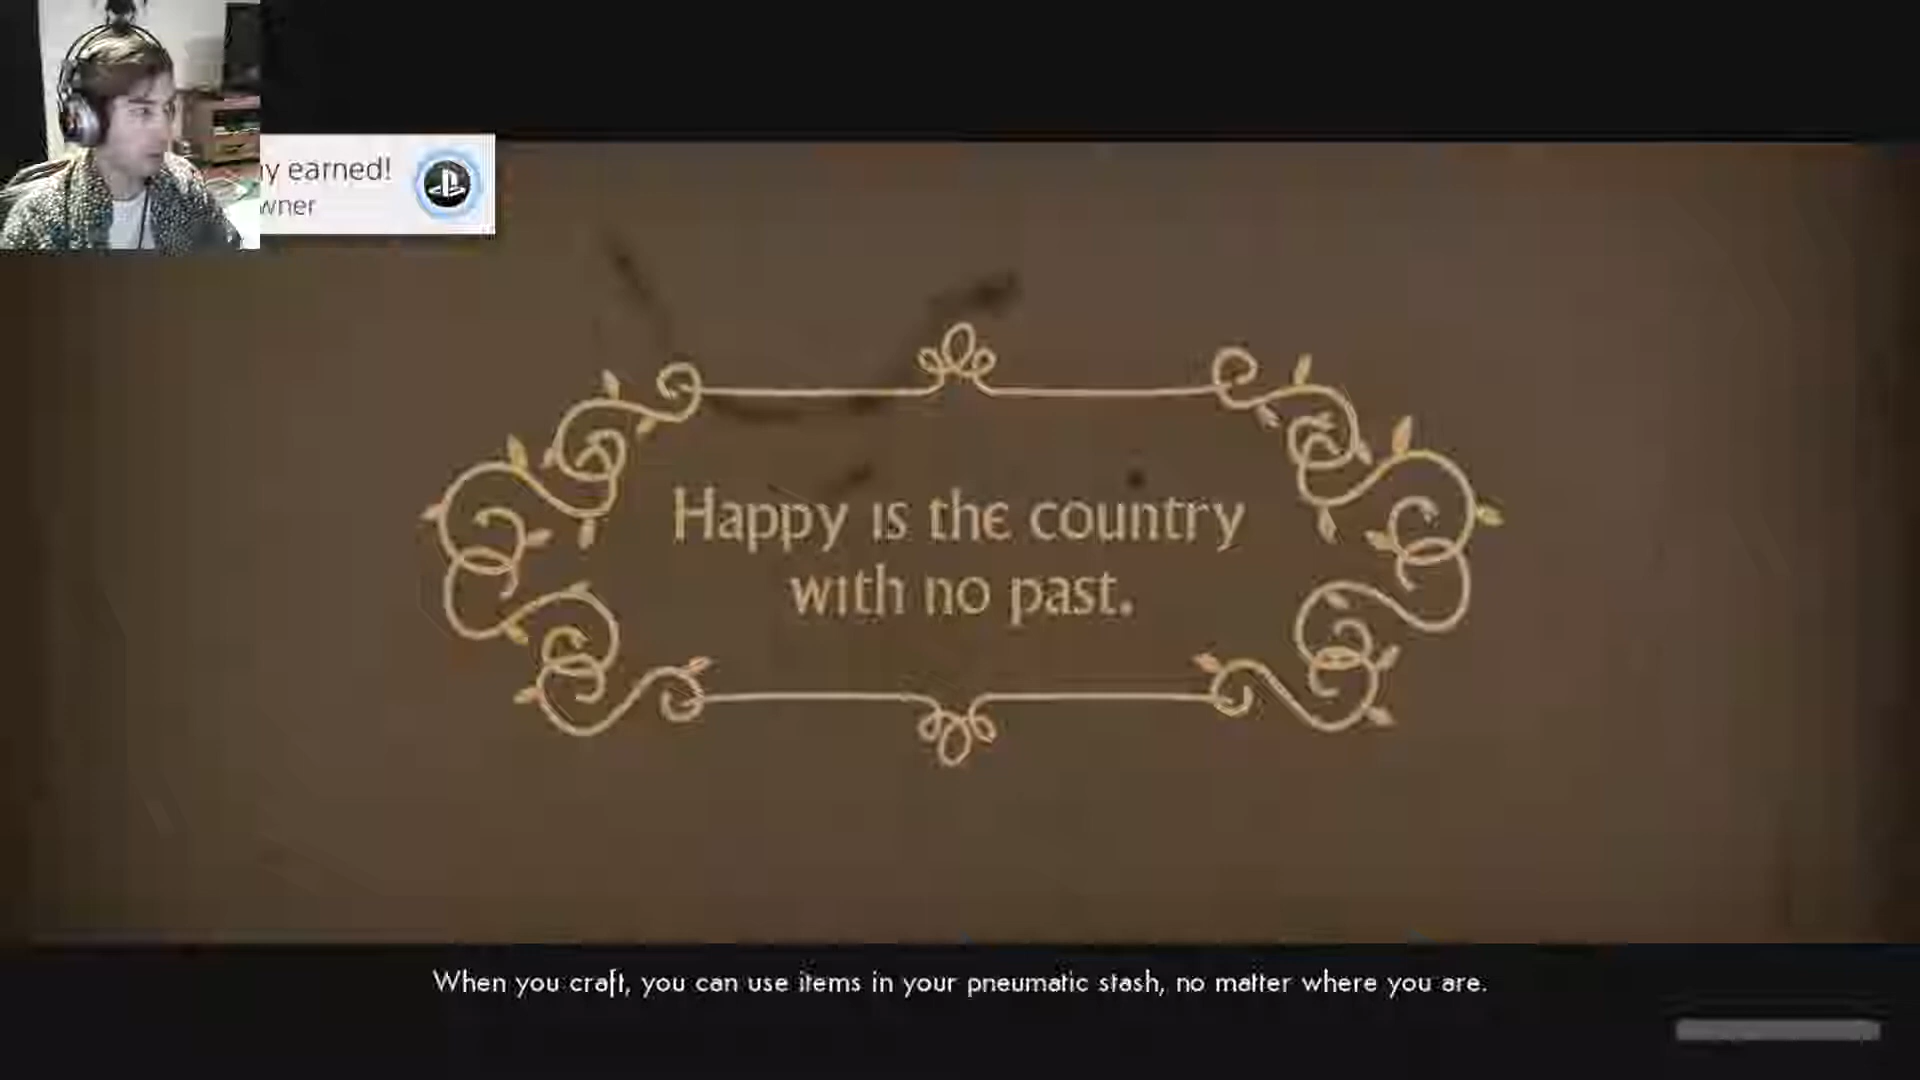 earned!
Happy is the country
with no past.
When you craft, you can use items in your pneumatic stash, no matter where you are.